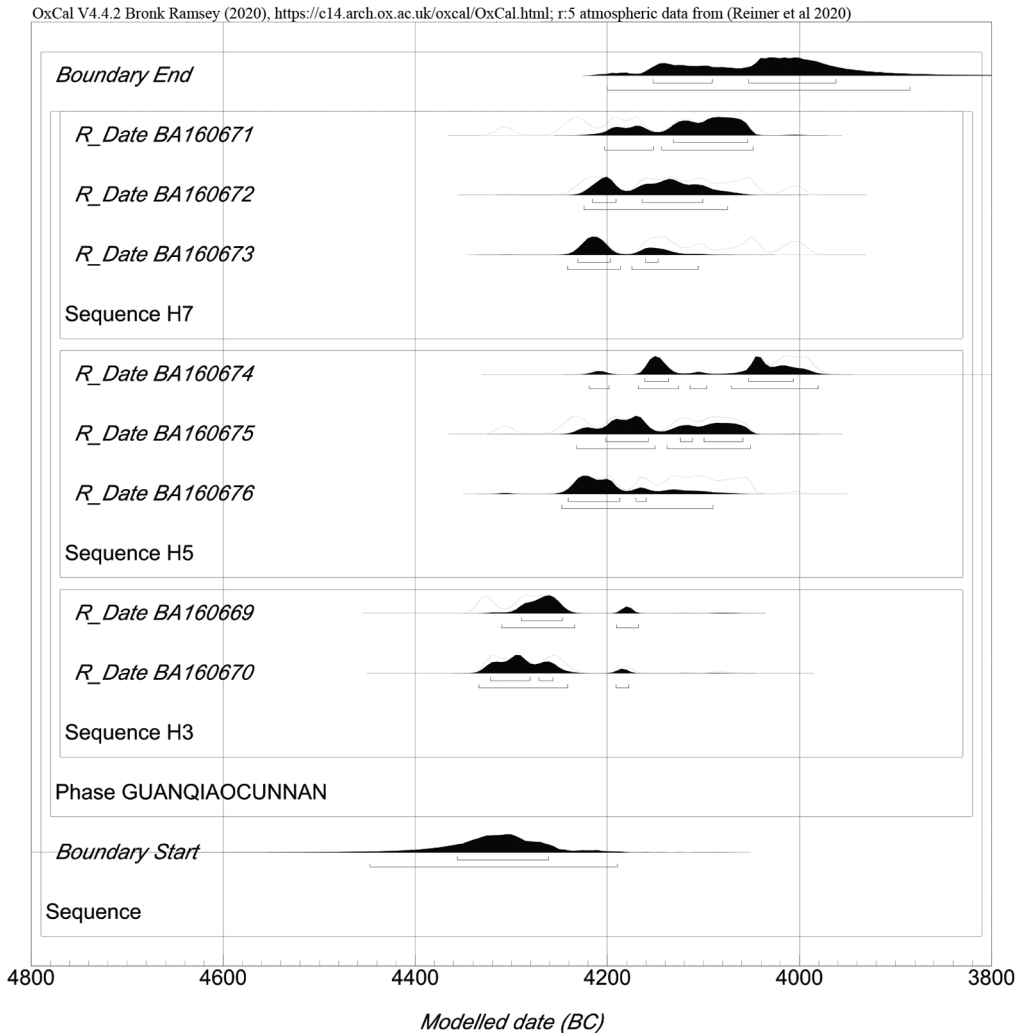 OxCal V4.4.2 Bronk Ramsey (2020), https://c14.arch.ox.ac.uk/oxcal/OxCal.html; r:5 atmospheric data from (Reimer et al 2020)
Boundary End
R_Date BA160671
R_Date BA160672
R_Date BA160673
Sequence H7
R_Date BA160674
R_Date BA160675
R_Date BA160676
Sequence H5
R_Date BA160669
R_Date BA160670
Sequence H3
Phase GUANQIAOCUNNAN
Boundary Start
Sequence
4800 4600 4400 4200 4000 3800
Modelled date (BC)